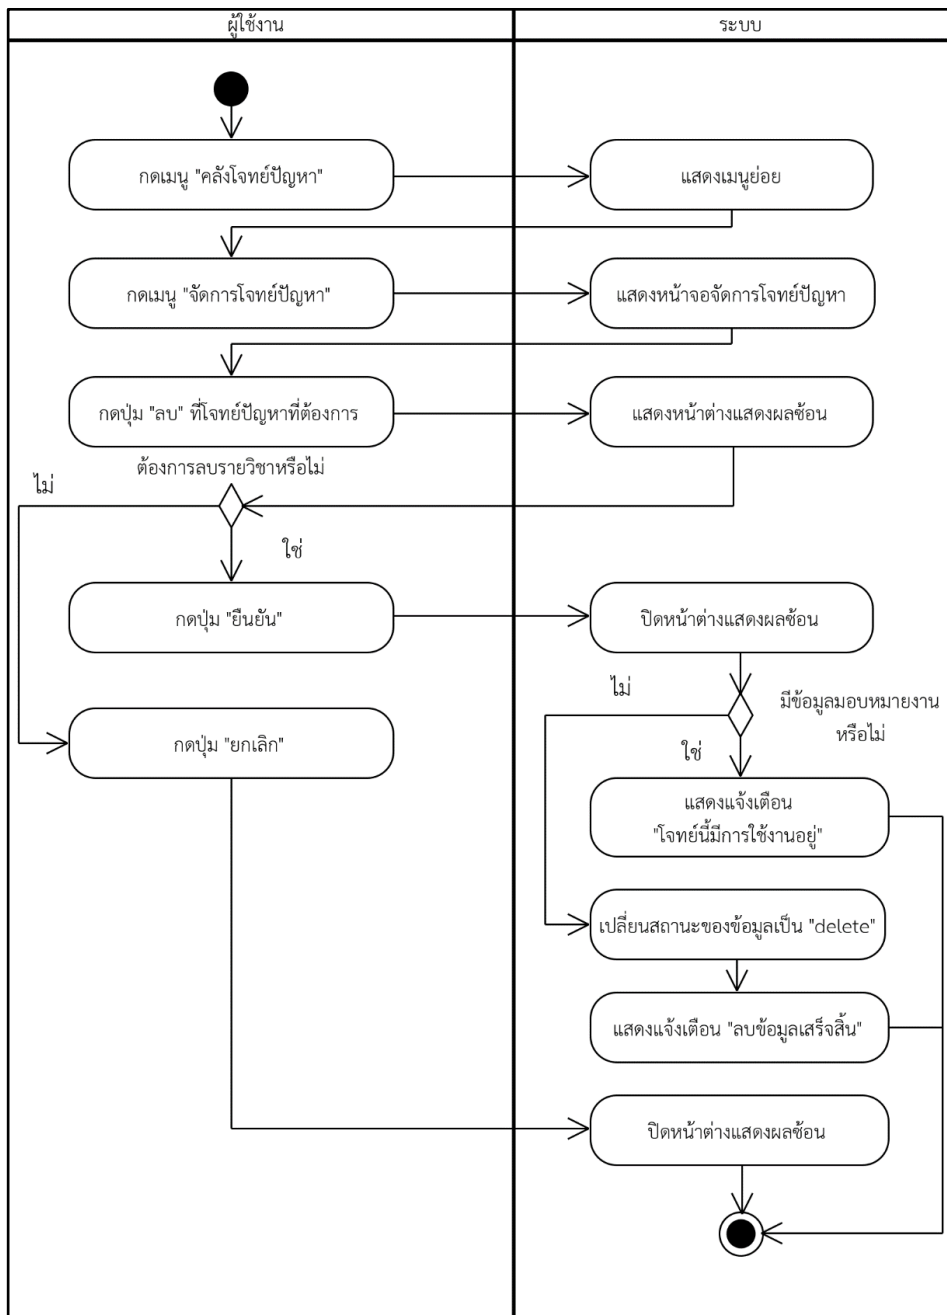 ผู้ใช้งาน
ระบบ
กดเมนู "คลังโจทย์ปัญหา"
แสดงเมนูย่อย
กดเมนู "จัดการโจทย์ปัญหา"
แสดงหน้าจอจัดการโจทย์ปัญหา
กดปุ่ม "ลบ" ที่โจทย์ปัญหาที่ต้องการ
แสดงหน้าต่างแสดงผลซ้อน
ต้องการลบรายวิชาหรือไม่
ไม่
ใช่
กดปุ่ม "ยืนยัน"
ปิดหน้าต่างแสดงผลซ้อน
ไม่
มีข้อมูลมอบหมายงาน
หรือไม่
ใช่
กดปุ่ม "ยกเลิก"
แสดงแจ้งเตือน
"โจทย์นี้มีการใช้งานอยู่"
เปลี่ยนสถานะของข้อมูลเป็น "delete"
แสดงแจ้งเตือน "ลบข้อมูลเสร็จสิ้น"
ปิดหน้าต่างแสดงผลซ้อน